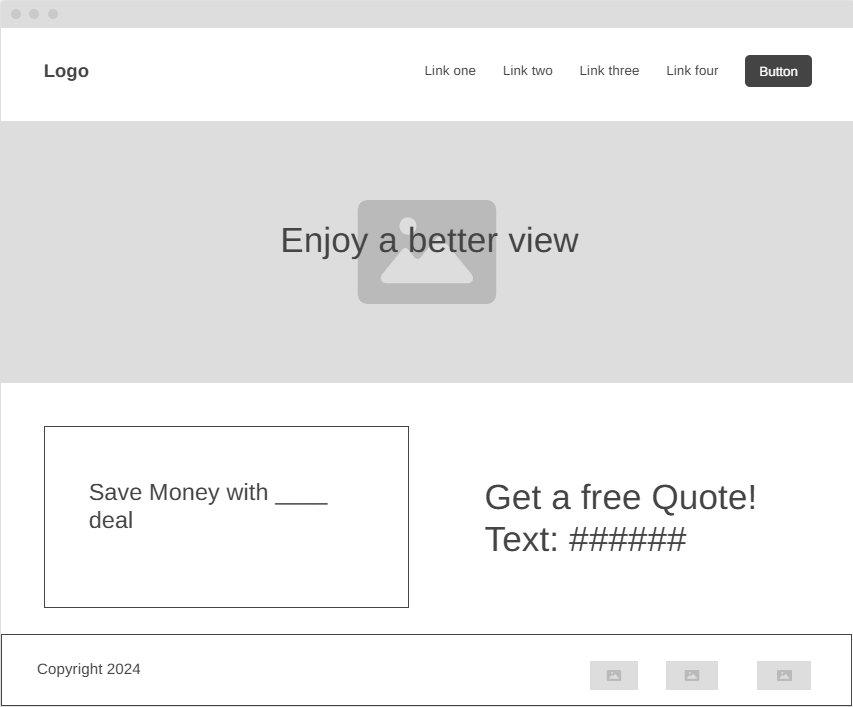 Logo
Link one
Link two
Link three
Link four
Button
Enjoy a better view
Save Money with ____
deal
Get a free Quote!
Text: ######
Copyright 2024